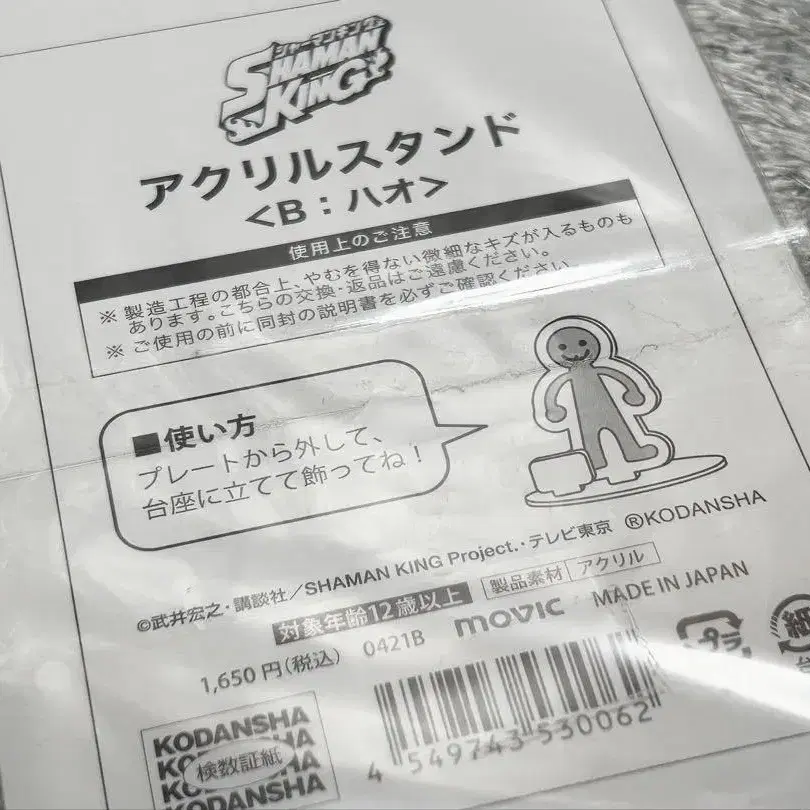 シャーマンキング
SHAMAN
KING
アクリルスタンド
<B：ハオ>
使用上のご注意
※ 製造工程の都合上、やむを得ない微細なキズが入るものも
あります。こちらの交換・返品はご遠慮ください。
※ ご使用の前に同封の説明書を必ずご確認ください。
■使い方
プレートから外して、
台座に立てて飾ってね！
©武井宏之・講談社／SHAMAN KING Project.・テレビ東京 ®KODANSHA
対象年齢12歳以上
製品素材 アクリル
1,650円(税込)
0421B
movic
MADE IN JAPAN
プラ
紙
KODANSHA
検数証紙
KODANSHA
4 549743 530062